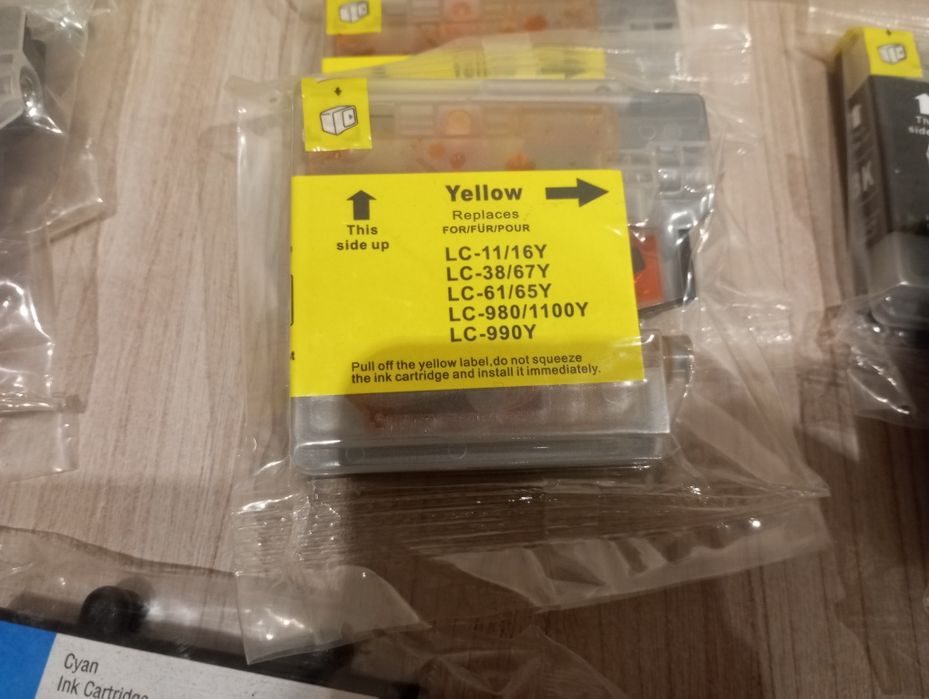 Yellow
Replaces
FOR/FÜR/POUR
This
side up
LC-11/16Y
LC-38/67Y
LC-61/65Y
LC-980/1100Y
LC-990Y
Pull off the yellow label,do not squeeze
the ink cartridge and install it immediately.
Cyan
Ink Cartridge